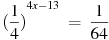 (1/4)^{4x-13} = 1/64